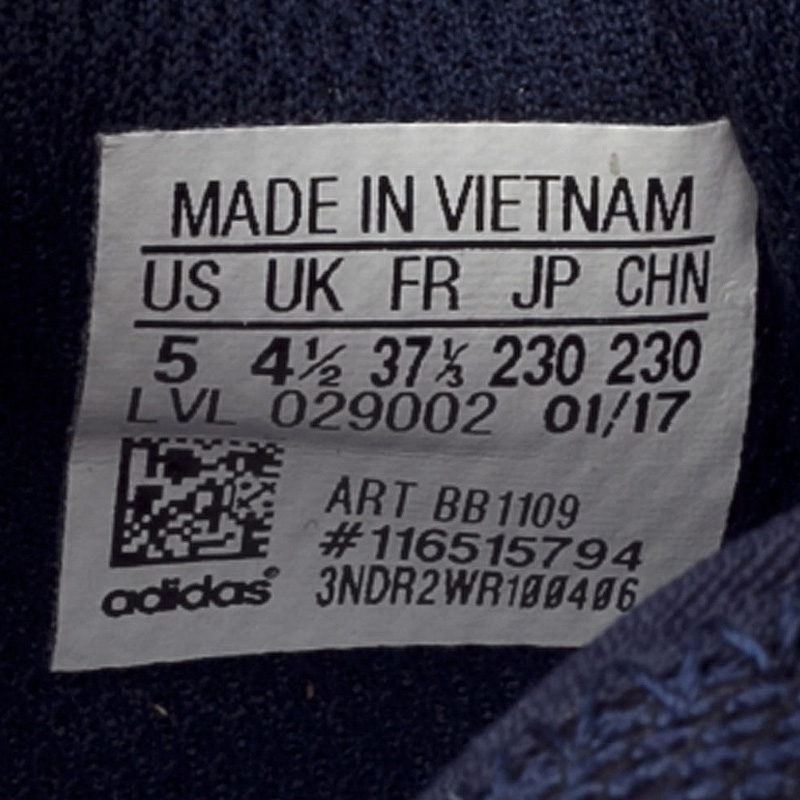 MADE IN VIETNAM
US UK FR JP CHN
5 4½ 37⅓ 230 230
LVL 029002 01/17
ART BB1109
#116515794
3NDR2WR100406
adidas®